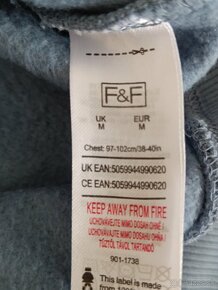 F&F
UK EUR
M M
Chest: 97-102cm/38-40in
UK EAN:5059944990620
CE EAN:5059944990620
KEEP AWAY FROM FIRE
UCHOVÁVEJTE MIMO DOSAH OHNĚ /
UCHOVÁVAJTE MIMO DOSAHU OHŇA /
TŰZTŐL TÁVOL TARTANDÓ
901-1738
This label is made